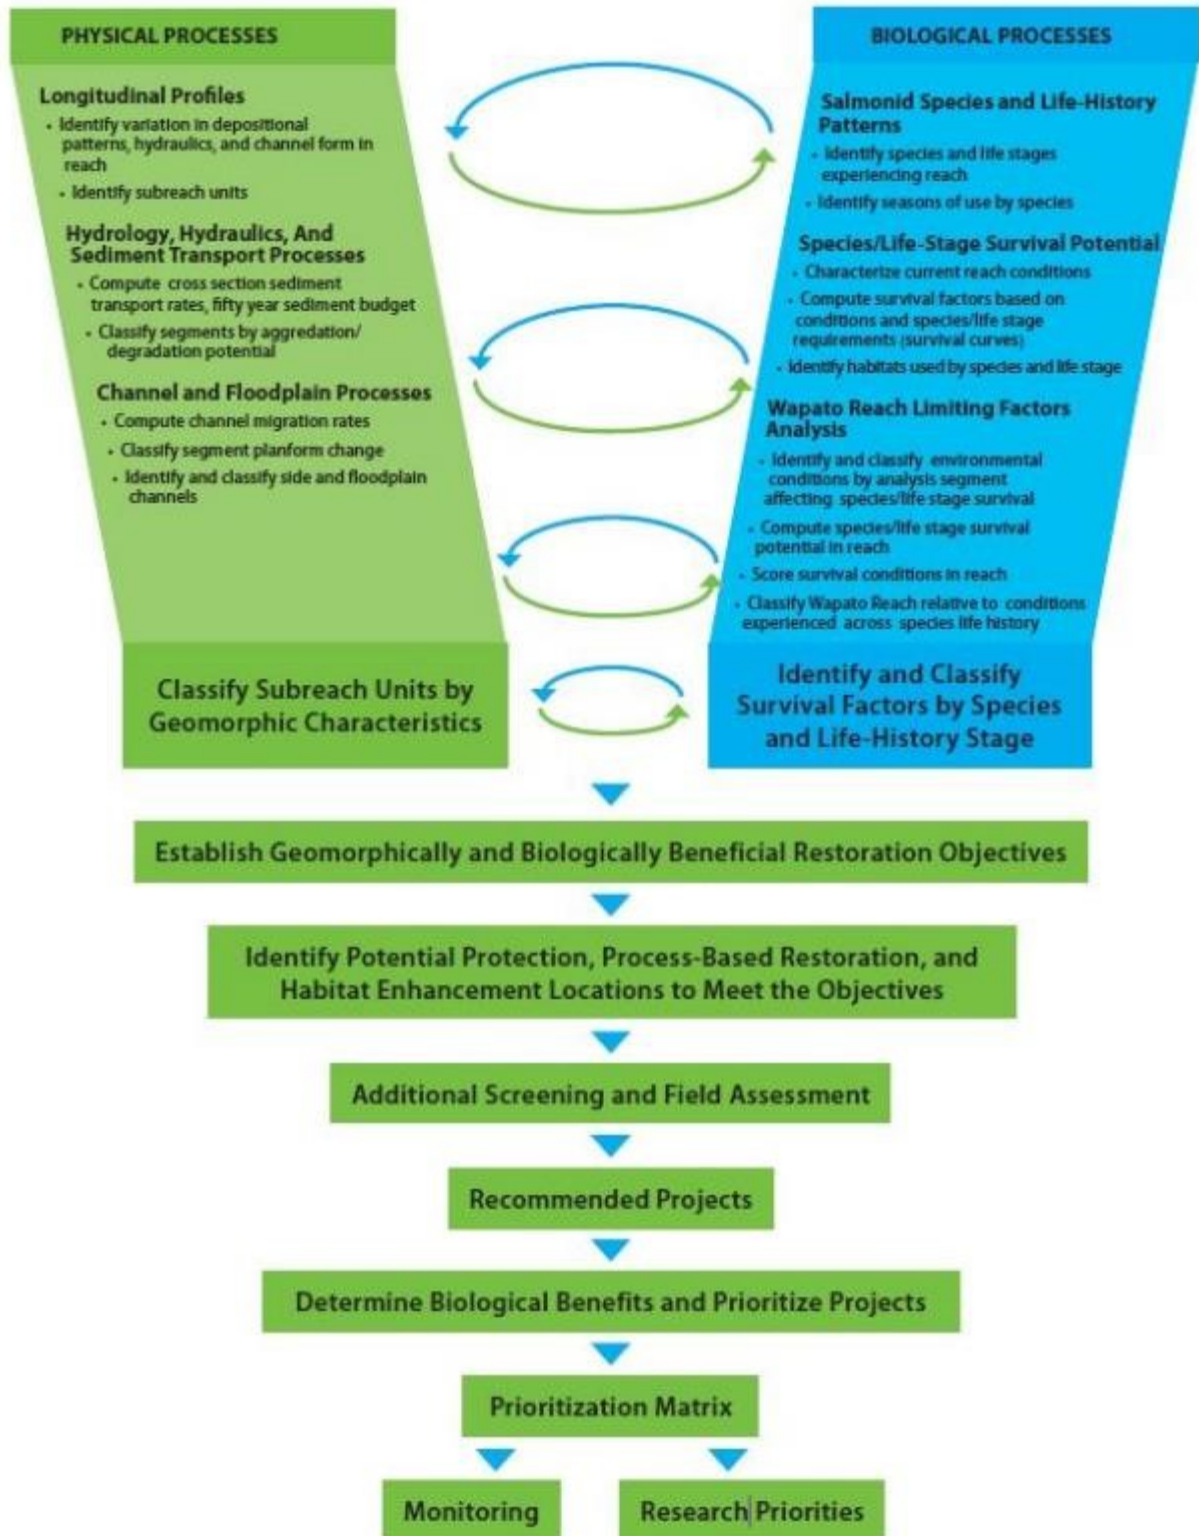 PHYSICAL PROCESSES
Longitudinal Profiles
• Identify variation in depositional
patterns, hydraulics, and channel form in
reach
• Identify subreach units
Hydrology, Hydraulics, And
Sediment Transport Processes
• Compute cross section sediment
transport rates, fifty year sediment budget
• Classify segments by aggredation/
degradation potential
Channel and Floodplain Processes
• Compute channel migration rates
• Classify segment planform change
• Identify and classify side and floodplain
channels
Classify Subreach Units by
Geomorphic Characteristics
BIOLOGICAL PROCESSES
Salmonid Species and Life-History
Patterns
• Identify species and life stages
experiencing reach
• Identify seasons of use by species
Species/Life-Stage Survival Potential
• Characterize current reach conditions
• Compute survival factors based on
conditions and species/life stage
requirements (survival curves)
• Identify habitats used by species and life stage
Wapato Reach Limiting Factors
Analysis
• Identify and classify environmental
conditions by analysis segment
affecting species/life stage survival
• Compute species/life stage survival
potential in reach
• Score survival conditions in reach
• Classify Wapato Reach relative to conditions
experienced across species life history
Identify and Classify
Survival Factors by Species
and Life-History Stage
Establish Geomorphically and Biologically Beneficial Restoration Objectives
Identify Potential Protection, Process-Based Restoration, and
Habitat Enhancement Locations to Meet the Objectives
Additional Screening and Field Assessment
Recommended Projects
Determine Biological Benefits and Prioritize Projects
Prioritization Matrix
Monitoring
Research Priorities